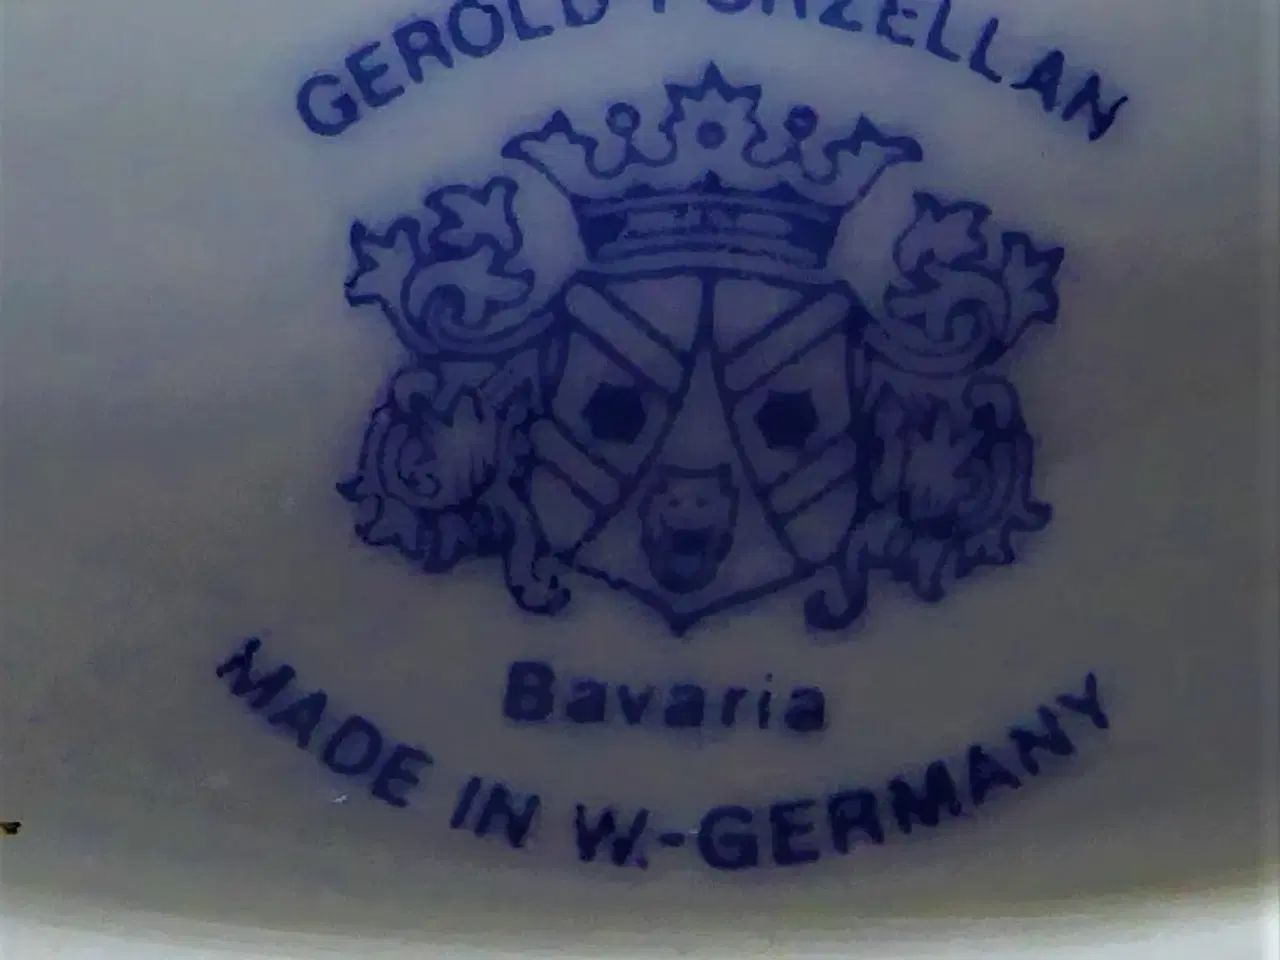 GEROLD PORZELLAN
Bavaria
MADE IN W.-GERMANY